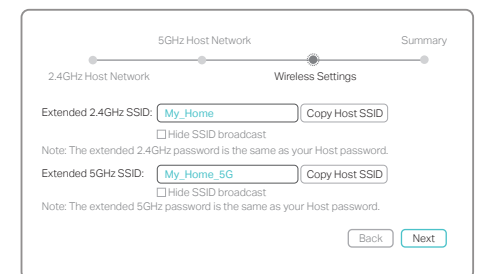 5GHz Host Network Summary
2.4GHz Host Network Wireless Settings
Extended 2.4GHz SSID: My_Home Copy Host SSID
Hide SSID broadcast
Note: The extended 2.4GHz password is the same as your Host password.
Extended 5GHz SSID: My_Home_5G Copy Host SSID
Hide SSID broadcast
Note: The extended 5GHz password is the same as your Host password.
Back Next